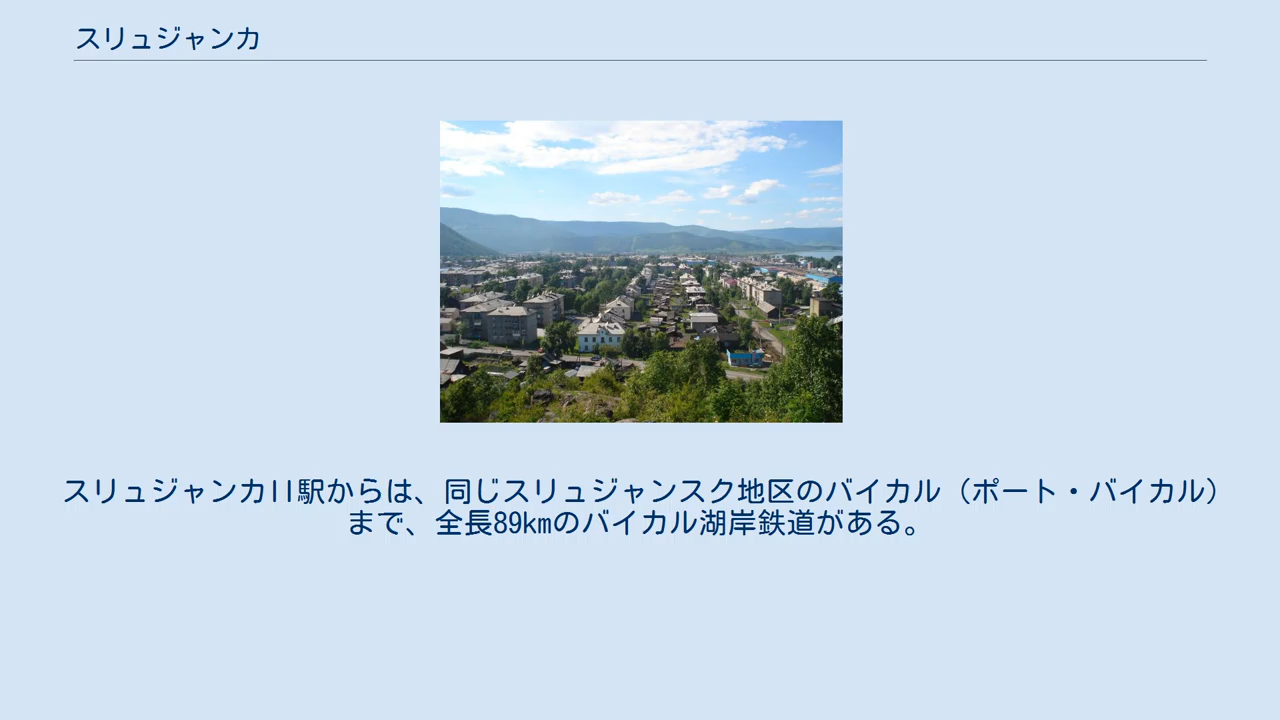 スリュジャンカ
スリュジャンカII駅からは、同じスリュジャンスク地区のバイカル（ポート・バイカル）
まで、全長89kmのバイカル湖岸鉄道がある。